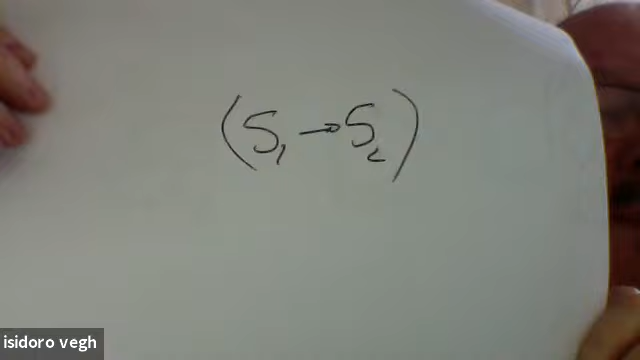 (S₁ → S₂)
isidoro vegh